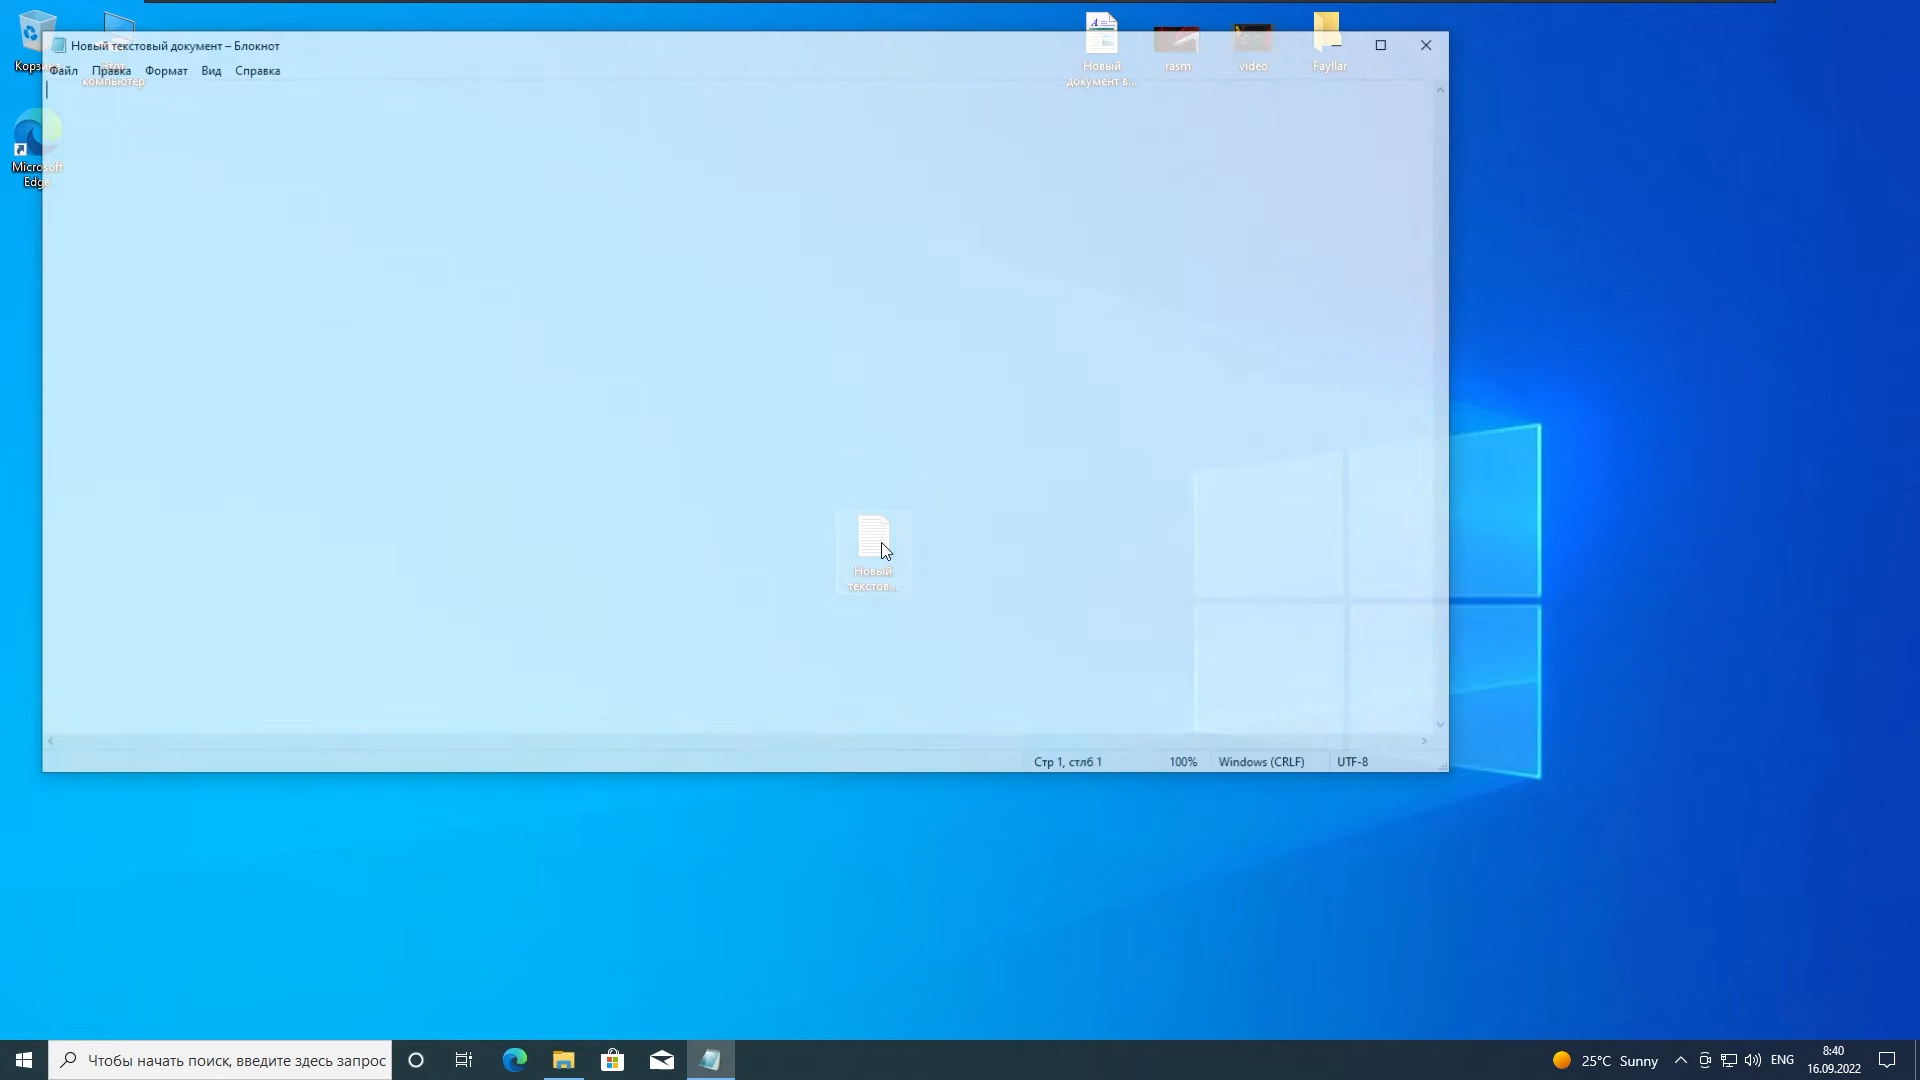 Новый текстовый документ – Блокнот
Файл Правка Формат Вид Справка
Корзина
Этот
компьютер
Microsoft
Edge
Новый
документ в...
rasm
video
Fayllar
Новый
текстов...
Стр 1, стлб 1
100%
Windows (CRLF)
UTF-8
Чтобы начать поиск, введите здесь запрос
25°C Sunny
ENG
8:40
16.09.2022